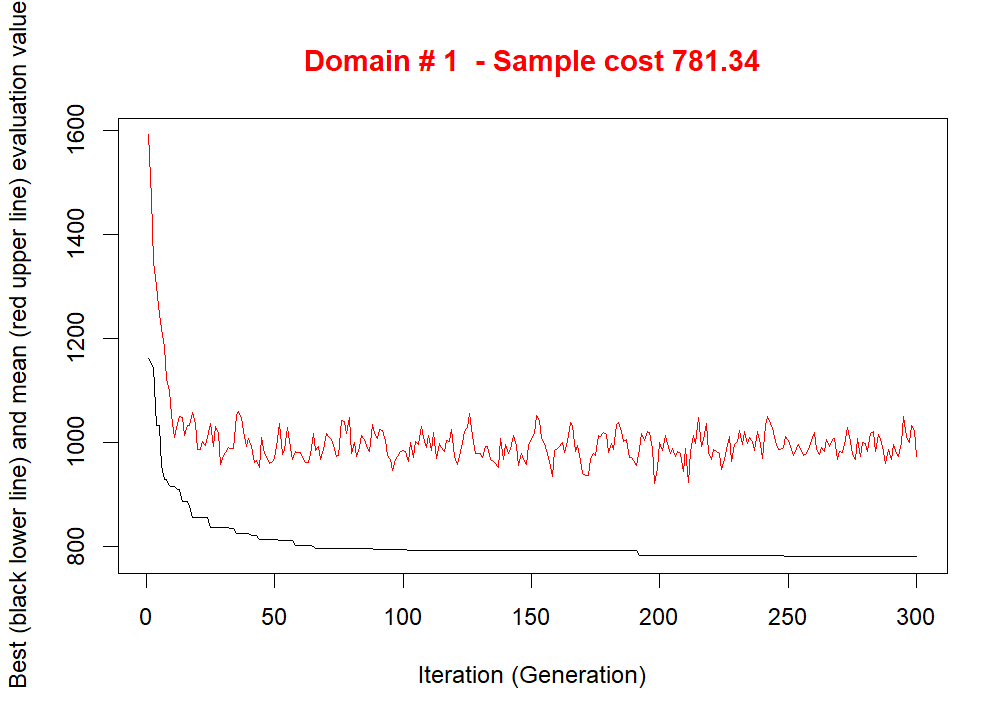 Domain # 1  - Sample cost 781.34
Best (black lower line) and mean (red upper line) evaluation value
1600
1400
1200
1000
800
0 50 100 150 200 250 300
Iteration (Generation)